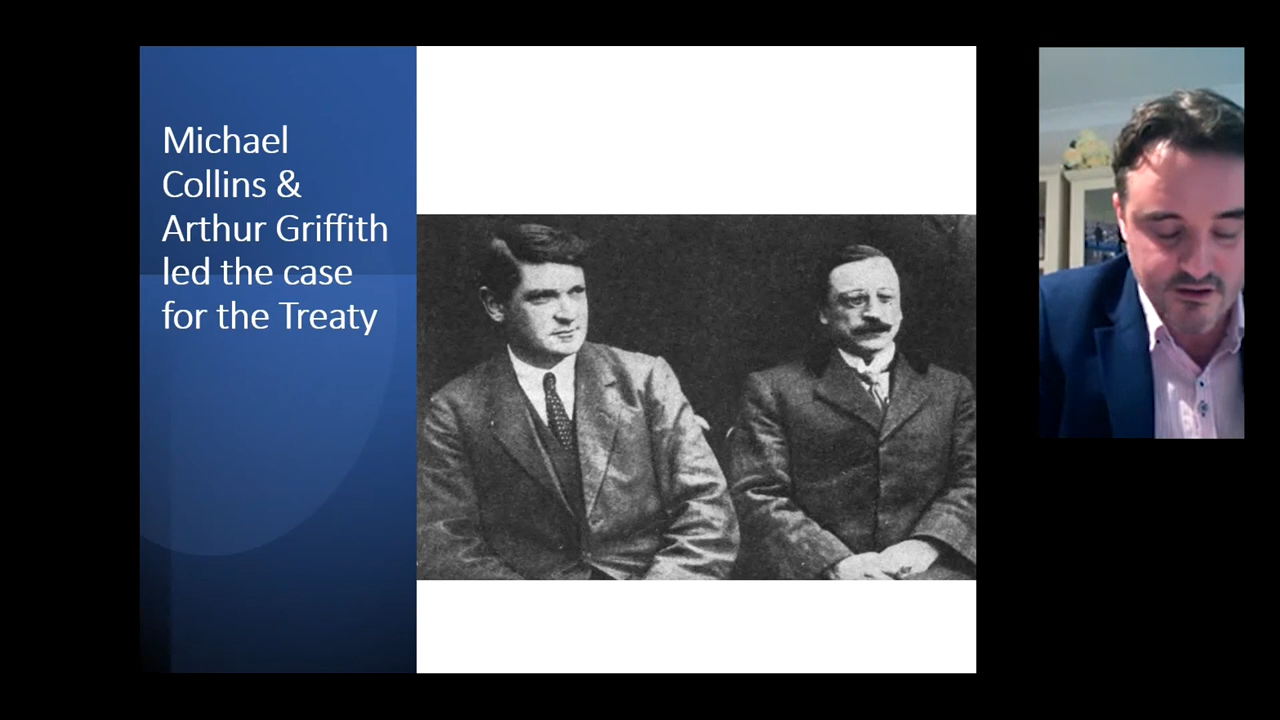 Michael
Collins &
Arthur Griffith
led the case
for the Treaty